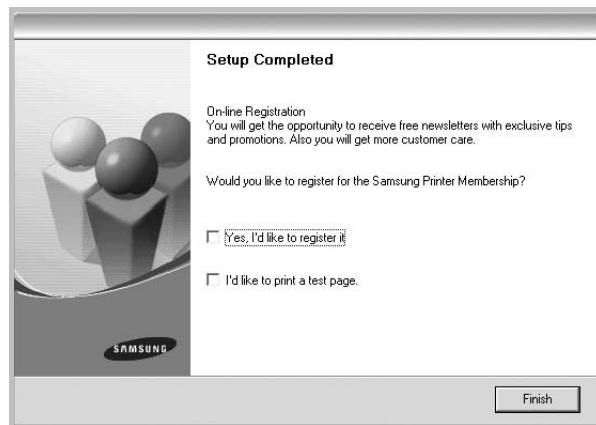 Setup Completed
On-line Registration
You will get the opportunity to receive free newsletters with exclusive tips
and promotions. Also you will get more customer care.
Would you like to register for the Samsung Printer Membership?
Yes, I'd like to register it
I'd like to print a test page.
SAMSUNG
Finish